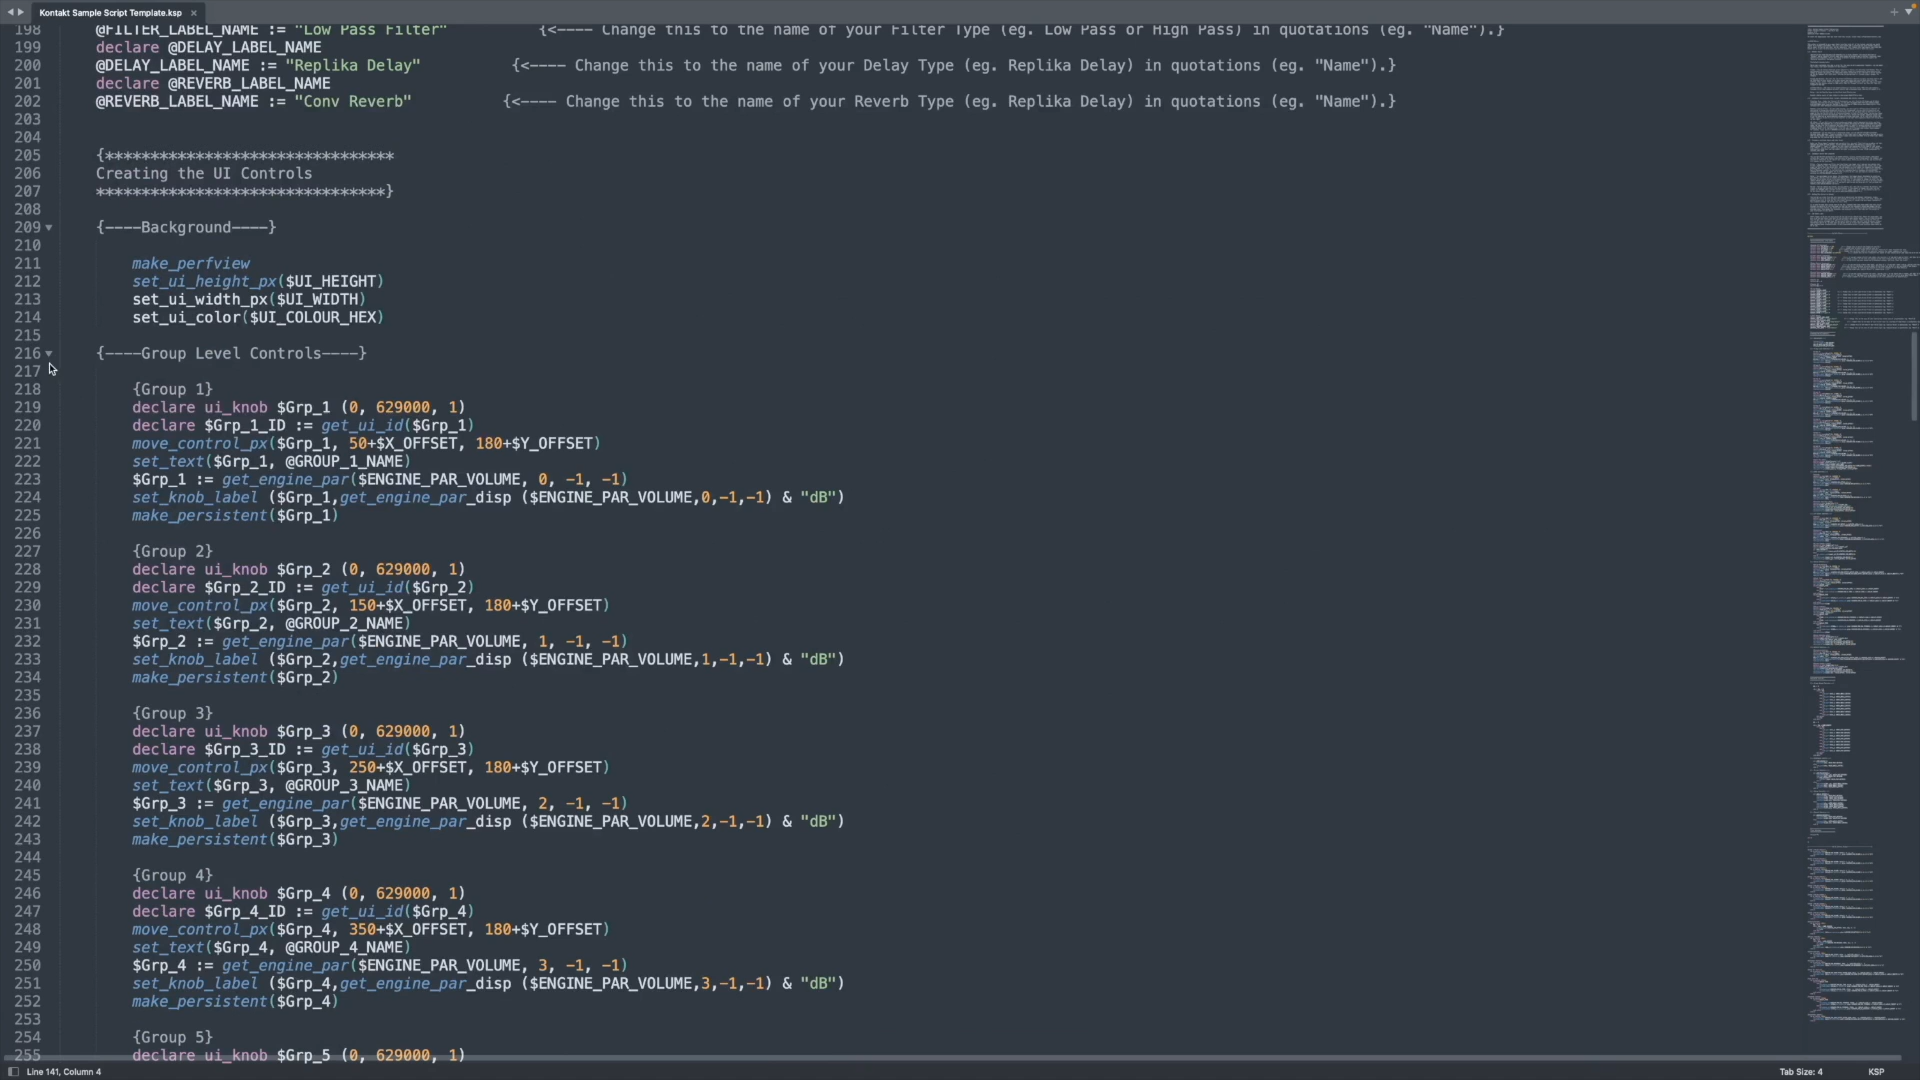 Kontakt Sample Script Template.ksp
198 @FILTER_LABEL_NAME := "Low Pass Filter" {<---- Change this to the name of your Filter Type (eg. Low Pass or High Pass) in quotations (eg. "Name").}
199 declare @DELAY_LABEL_NAME
200 @DELAY_LABEL_NAME := "Replika Delay" {<---- Change this to the name of your Delay Type (eg. Replika Delay) in quotations (eg. "Name").}
201 declare @REVERB_LABEL_NAME
202 @REVERB_LABEL_NAME := "Conv Reverb" {<---- Change this to the name of your Reverb Type (eg. Replika Delay) in quotations (eg. "Name").}
203
204
205 {********************************
206 Creating the UI Controls
207 ********************************}
208
209 {----Background----}
210
211 make_perfview
212 set_ui_height_px($UI_HEIGHT)
213 set_ui_width_px($UI_WIDTH)
214 set_ui_color($UI_COLOUR_HEX)
215
216 {----Group Level Controls----}
217
218 {Group 1}
219 declare ui_knob $Grp_1 (0, 629000, 1)
220 declare $Grp_1_ID := get_ui_id($Grp_1)
221 move_control_px($Grp_1, 50+$X_OFFSET, 180+$Y_OFFSET)
222 set_text($Grp_1, @GROUP_1_NAME)
223 $Grp_1 := get_engine_par($ENGINE_PAR_VOLUME, 0, -1, -1)
224 set_knob_label ($Grp_1,get_engine_par_disp ($ENGINE_PAR_VOLUME,0,-1,-1) & "dB")
225 make_persistent($Grp_1)
226
227 {Group 2}
228 declare ui_knob $Grp_2 (0, 629000, 1)
229 declare $Grp_2_ID := get_ui_id($Grp_2)
230 move_control_px($Grp_2, 150+$X_OFFSET, 180+$Y_OFFSET)
231 set_text($Grp_2, @GROUP_2_NAME)
232 $Grp_2 := get_engine_par($ENGINE_PAR_VOLUME, 1, -1, -1)
233 set_knob_label ($Grp_2,get_engine_par_disp ($ENGINE_PAR_VOLUME,1,-1,-1) & "dB")
234 make_persistent($Grp_2)
235
236 {Group 3}
237 declare ui_knob $Grp_3 (0, 629000, 1)
238 declare $Grp_3_ID := get_ui_id($Grp_3)
239 move_control_px($Grp_3, 250+$X_OFFSET, 180+$Y_OFFSET)
240 set_text($Grp_3, @GROUP_3_NAME)
241 $Grp_3 := get_engine_par($ENGINE_PAR_VOLUME, 2, -1, -1)
242 set_knob_label ($Grp_3,get_engine_par_disp ($ENGINE_PAR_VOLUME,2,-1,-1) & "dB")
243 make_persistent($Grp_3)
244
245 {Group 4}
246 declare ui_knob $Grp_4 (0, 629000, 1)
247 declare $Grp_4_ID := get_ui_id($Grp_4)
248 move_control_px($Grp_4, 350+$X_OFFSET, 180+$Y_OFFSET)
249 set_text($Grp_4, @GROUP_4_NAME)
250 $Grp_4 := get_engine_par($ENGINE_PAR_VOLUME, 3, -1, -1)
251 set_knob_label ($Grp_4,get_engine_par_disp ($ENGINE_PAR_VOLUME,3,-1,-1) & "dB")
252 make_persistent($Grp_4)
253
254 {Group 5}
255 declare ui_knob $Grp_5 (0, 629000, 1)
Line 141, Column 4
Tab Size: 4 KSP